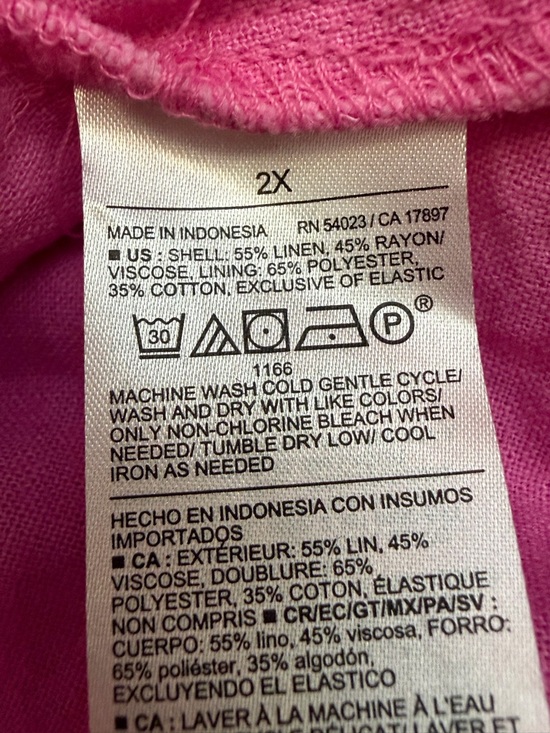 2X
MADE IN INDONESIA RN 54023 / CA 17897
■ US : SHELL: 55% LINEN, 45% RAYON/
VISCOSE, LINING: 65% POLYESTER,
35% COTTON, EXCLUSIVE OF ELASTIC
30 P ®
1166
MACHINE WASH COLD GENTLE CYCLE/
WASH AND DRY WITH LIKE COLORS/
ONLY NON-CHLORINE BLEACH WHEN
NEEDED/ TUMBLE DRY LOW/ COOL
IRON AS NEEDED
HECHO EN INDONESIA CON INSUMOS
IMPORTADOS
■ CA : EXTÉRIEUR: 55% LIN, 45%
VISCOSE, DOUBLURE: 65%
POLYESTER, 35% COTON, ÉLASTIQUE
NON COMPRIS ■ CR/EC/GT/MX/PA/SV :
CUERPO: 55% lino, 45% viscosa, FORRO:
65% poliéster, 35% algodón,
EXCLUYENDO EL ELASTICO
■ CA : LAVER À LA MACHINE À L'EAU
DÉLICAT/ LAVER ET